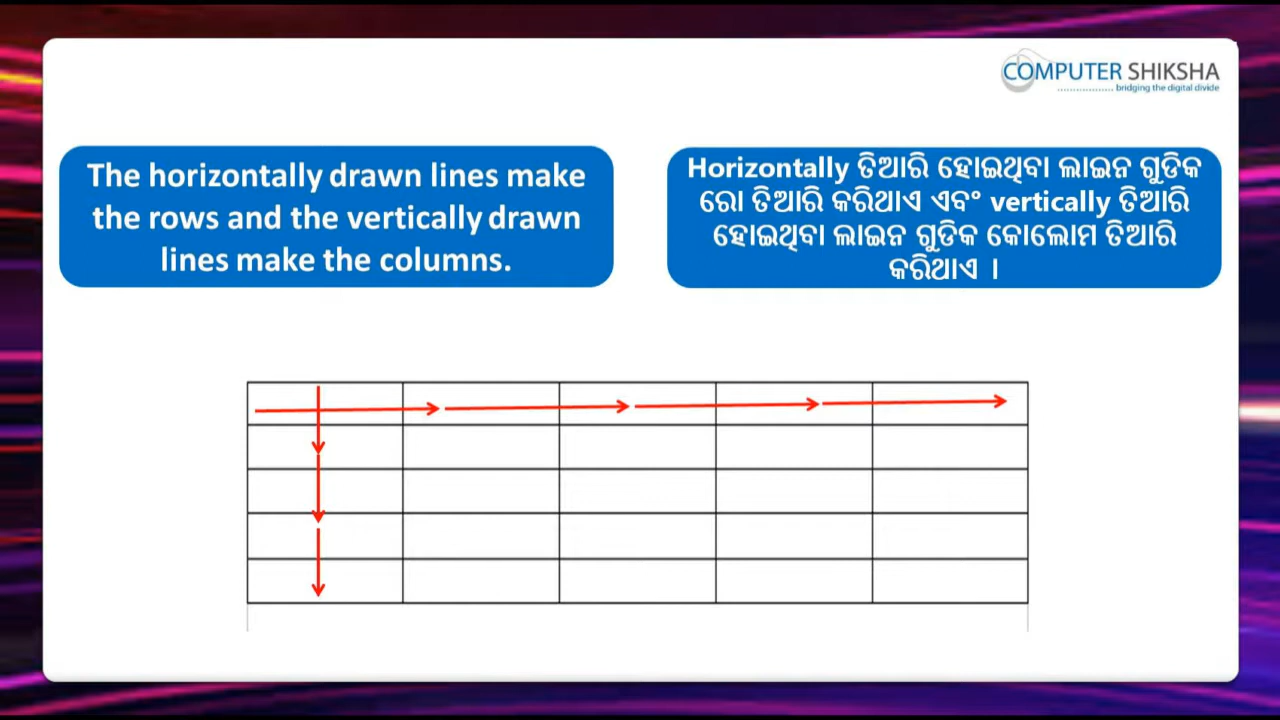 COMPUTER SHIKSHA
bridging the digital divide
The horizontally drawn lines make
the rows and the vertically drawn
lines make the columns.
Horizontally ତିଆରି ହୋଇଥିବା ଲାଇନ ଗୁଡିକ
ରୋ ତିଆରି କରିଥାଏ ଏବଂ vertically ତିଆରି
ହୋଇଥିବା ଲାଇନ ଗୁଡିକ କୋଲୋମ ତିଆରି
କରିଥାଏ ।